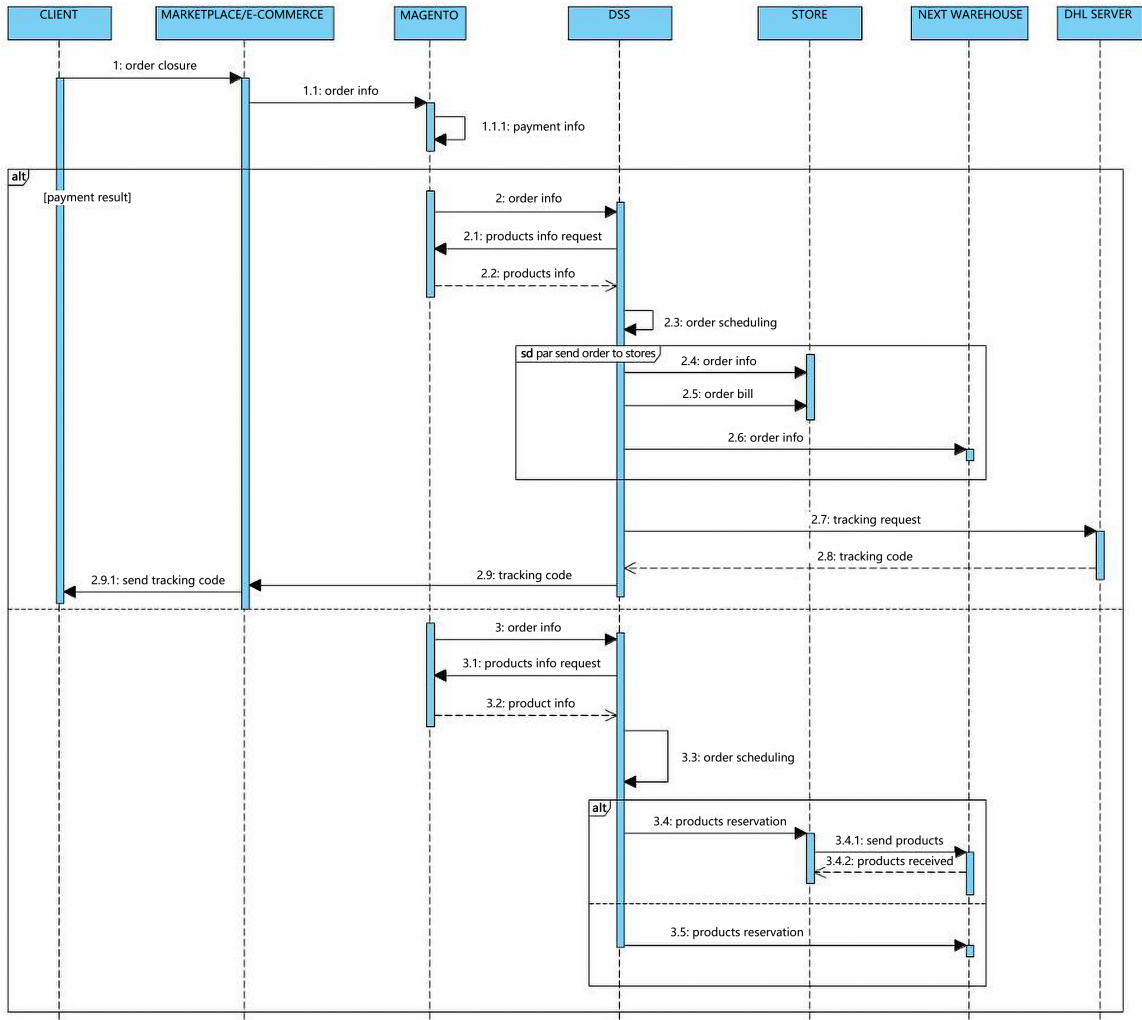 CLIENT
MARKETPLACE/E-COMMERCE
MAGENTO
DSS
STORE
NEXT WAREHOUSE
DHL SERVER
1: order closure
1.1: order info
1.1.1: payment info
alt
[payment result]
2: order info
2.1: products info request
2.2: products info
2.3: order scheduling
sd par send order to stores
2.4: order info
2.5: order bill
2.6: order info
2.7: tracking request
2.8: tracking code
2.9: tracking code
2.9.1: send tracking code
3: order info
3.1: products info request
3.2: product info
3.3: order scheduling
alt
3.4: products reservation
3.4.1: send products
3.4.2: products received
3.5: products reservation